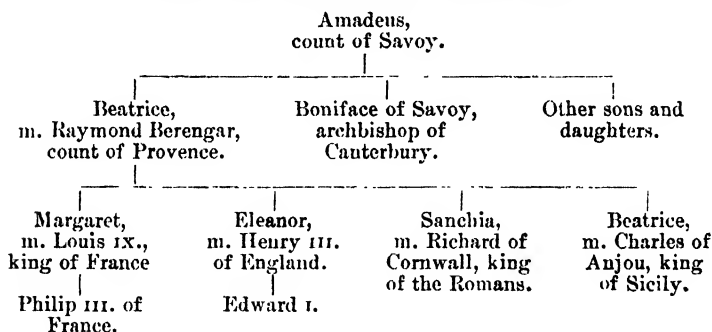 Amadeus,
count of Savoy.
Beatrice,
m. Raymond Berengar,
count of Provence.
Boniface of Savoy,
archbishop of
Canterbury.
Other sons and
daughters.
Margaret,
m. Louis IX.,
king of France
Eleanor,
m. Henry III.
of England.
Sanchia,
m. Richard of
Cornwall, king
of the Romans.
Beatrice,
m. Charles of
Anjou, king
of Sicily.
Philip III. of
France.
Edward I.